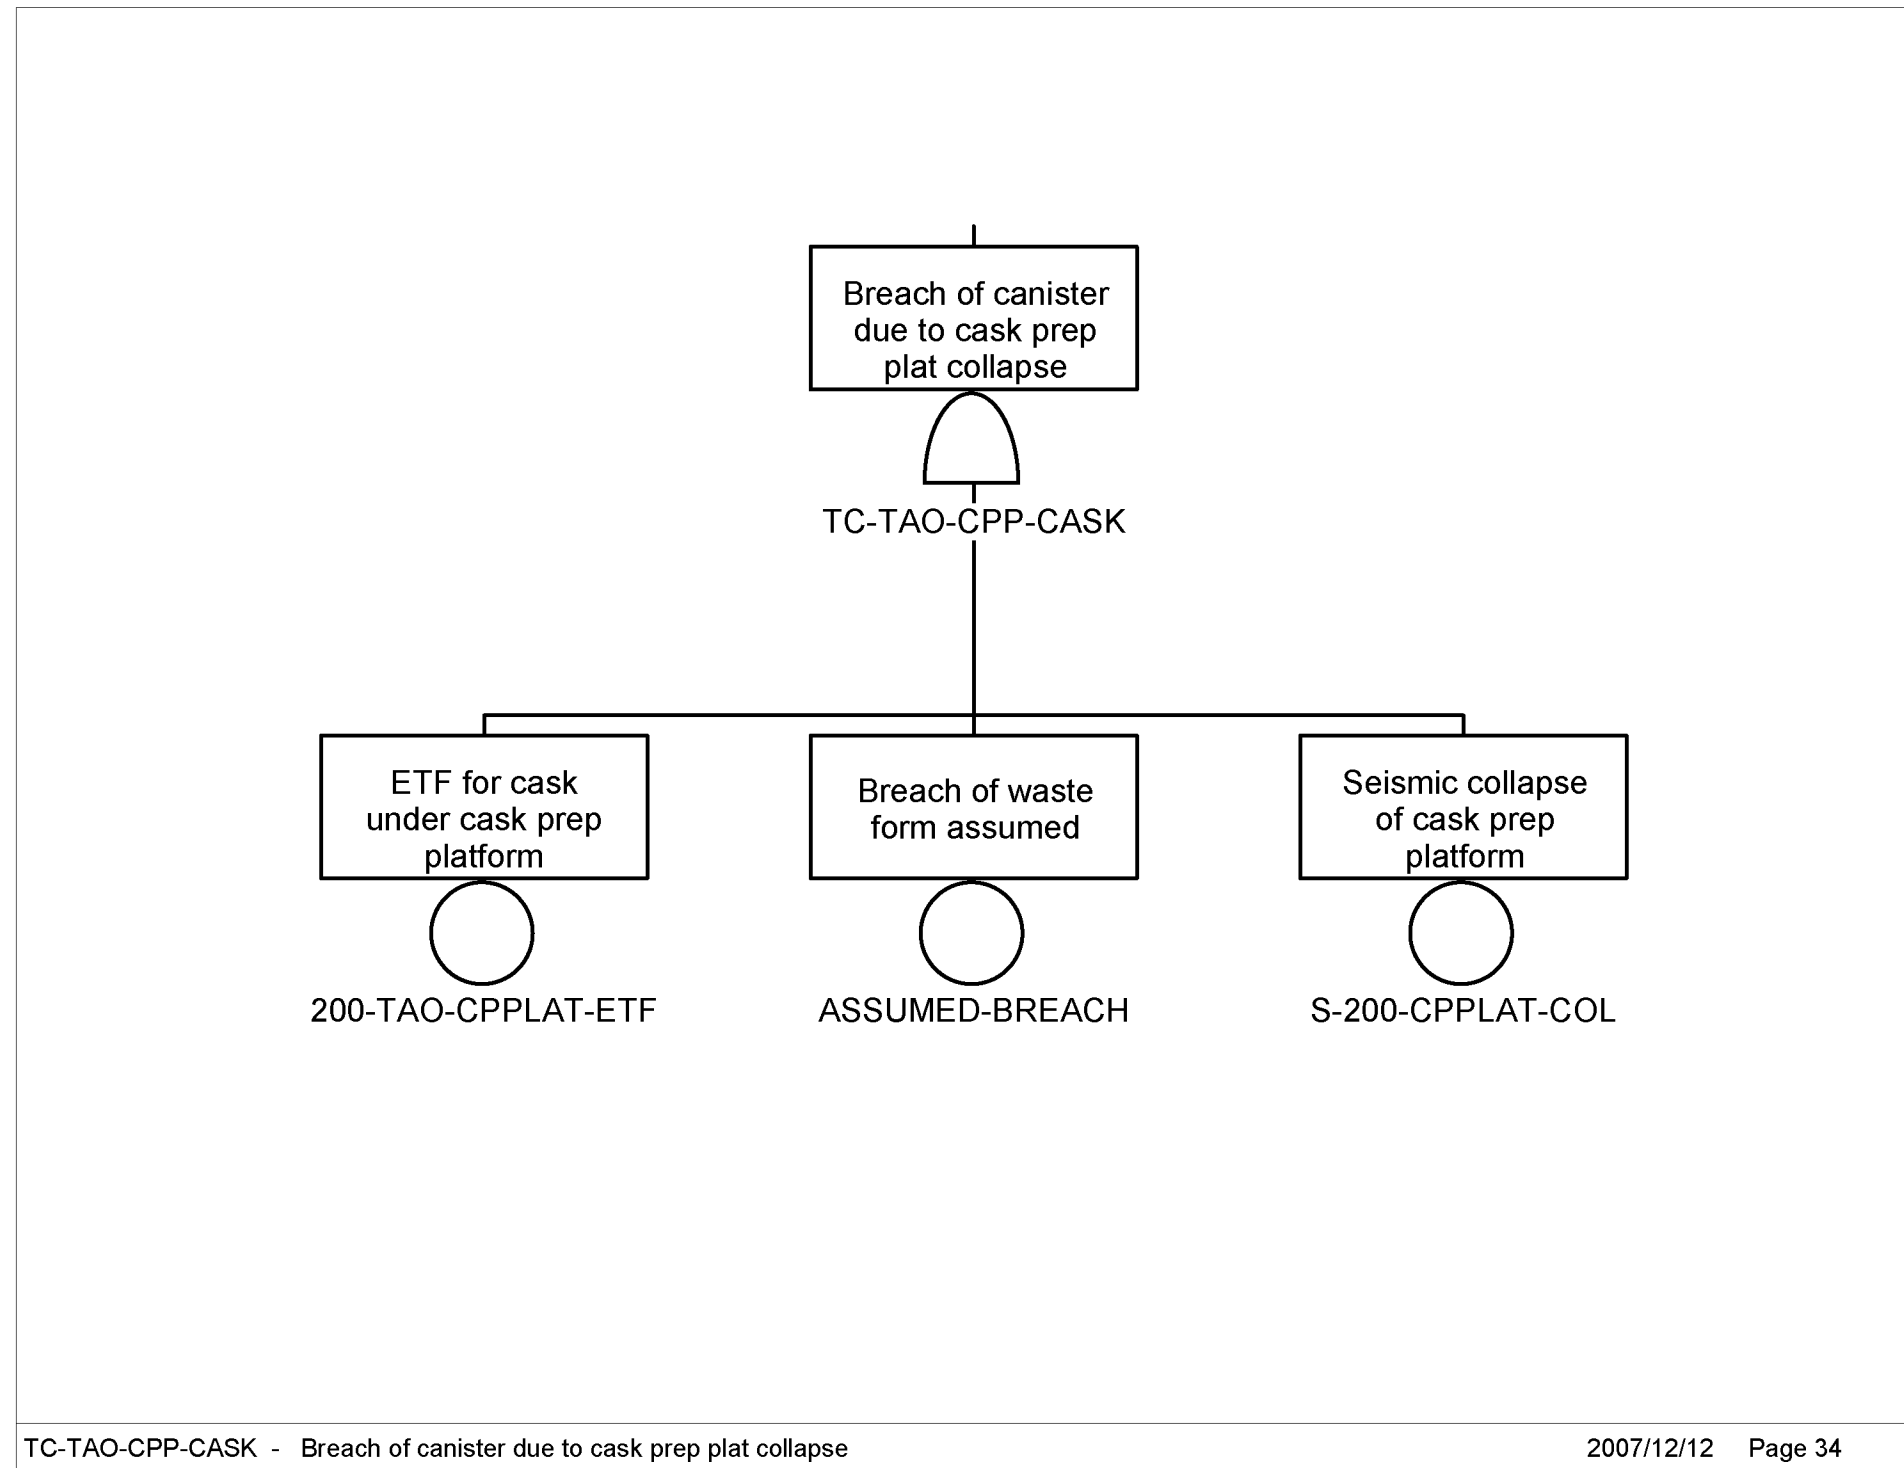 Breach of canister
due to cask prep
plat collapse
TC-TAO-CPP-CASK
ETF for cask
under cask prep
platform
200-TAO-CPPLAT-ETF
Breach of waste
form assumed
ASSUMED-BREACH
Seismic collapse
of cask prep
platform
S-200-CPPLAT-COL
TC-TAO-CPP-CASK - Breach of canister due to cask prep plat collapse
2007/12/12 Page 34